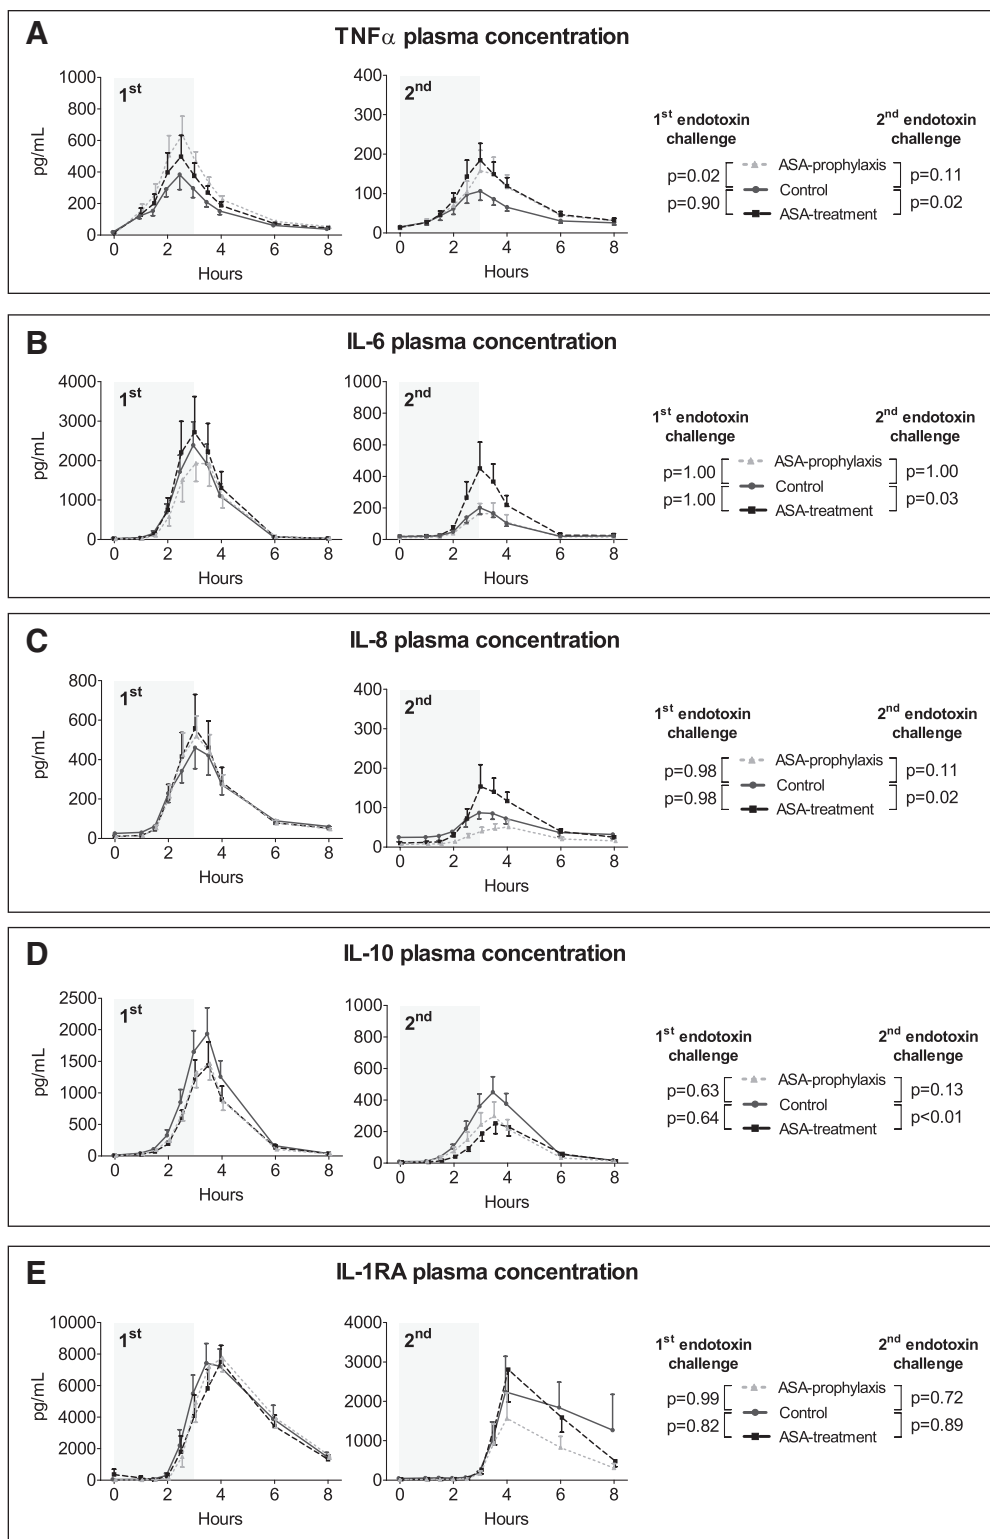 A
TNFα plasma concentration
1st
2nd
pg/mL
1000
800
600
400
200
0
0 2 4 6 8
Hours
400
300
200
100
0
0 2 4 6 8
Hours
1st endotoxin challenge
2nd endotoxin challenge
ASA-prophylaxis
Control
ASA-treatment
p=0.02
p=0.90
p=0.11
p=0.02
B
IL-6 plasma concentration
1st
2nd
pg/mL
4000
3000
2000
1000
0
0 2 4 6 8
Hours
1000
800
600
400
200
0
0 2 4 6 8
Hours
1st endotoxin challenge
2nd endotoxin challenge
ASA-prophylaxis
Control
ASA-treatment
p=1.00
p=1.00
p=1.00
p=0.03
C
IL-8 plasma concentration
1st
2nd
pg/mL
800
600
400
200
0
0 2 4 6 8
Hours
400
300
200
100
0
0 2 4 6 8
Hours
1st endotoxin challenge
2nd endotoxin challenge
ASA-prophylaxis
Control
ASA-treatment
p=0.98
p=0.98
p=0.11
p=0.02
D
IL-10 plasma concentration
1st
2nd
pg/mL
2500
2000
1500
1000
500
0
0 2 4 6 8
Hours
1000
800
600
400
200
0
0 2 4 6 8
Hours
1st endotoxin challenge
2nd endotoxin challenge
ASA-prophylaxis
Control
ASA-treatment
p=0.63
p=0.64
p=0.13
p<0.01
E
IL-1RA plasma concentration
1st
2nd
pg/mL
10000
8000
6000
4000
2000
0
0 2 4 6 8
Hours
4000
3000
2000
1000
0
0 2 4 6 8
Hours
1st endotoxin challenge
2nd endotoxin challenge
ASA-prophylaxis
Control
ASA-treatment
p=0.99
p=0.82
p=0.72
p=0.89